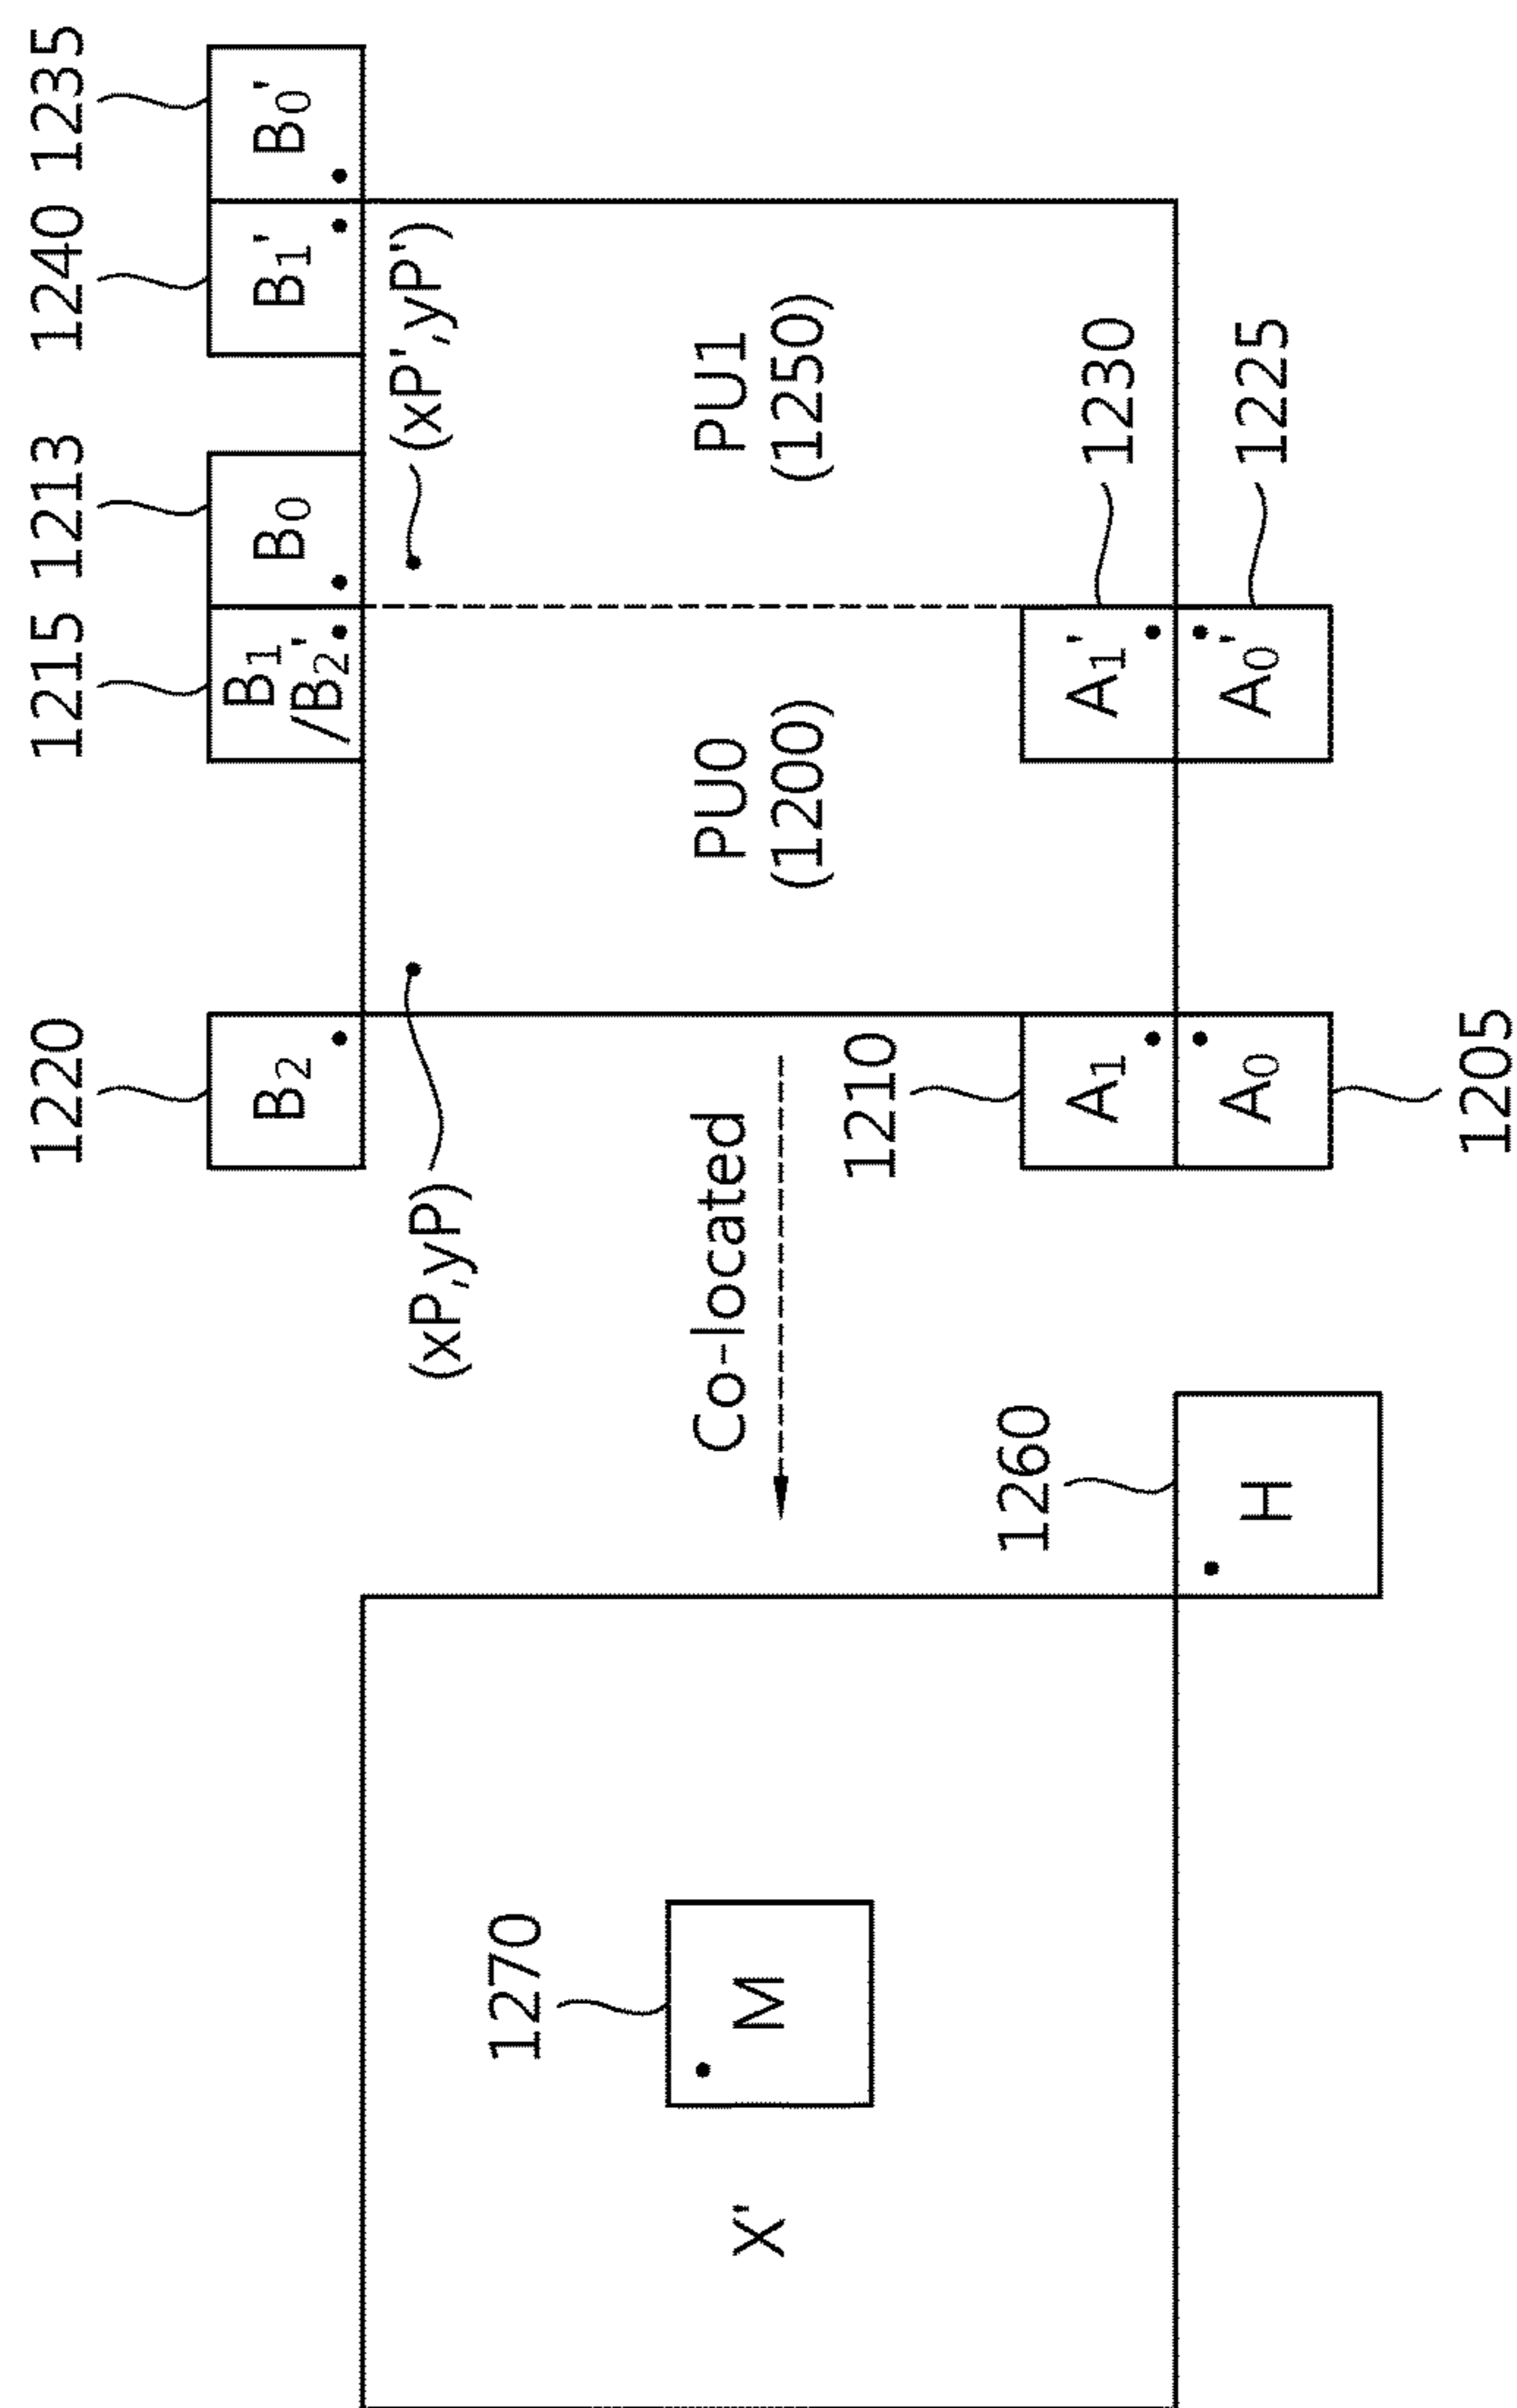 1220
1215
1213
1240
1235
B₂
B₁
/B₂'
B₀
B₁'
B₀'
(xP,yP)
(xP',yP')
1270
X'
M
Co-located
PU0
(1200)
PU1
(1250)
1210
1260
A₁
A₁'
1230
H
A₀
A₀'
1225
1205